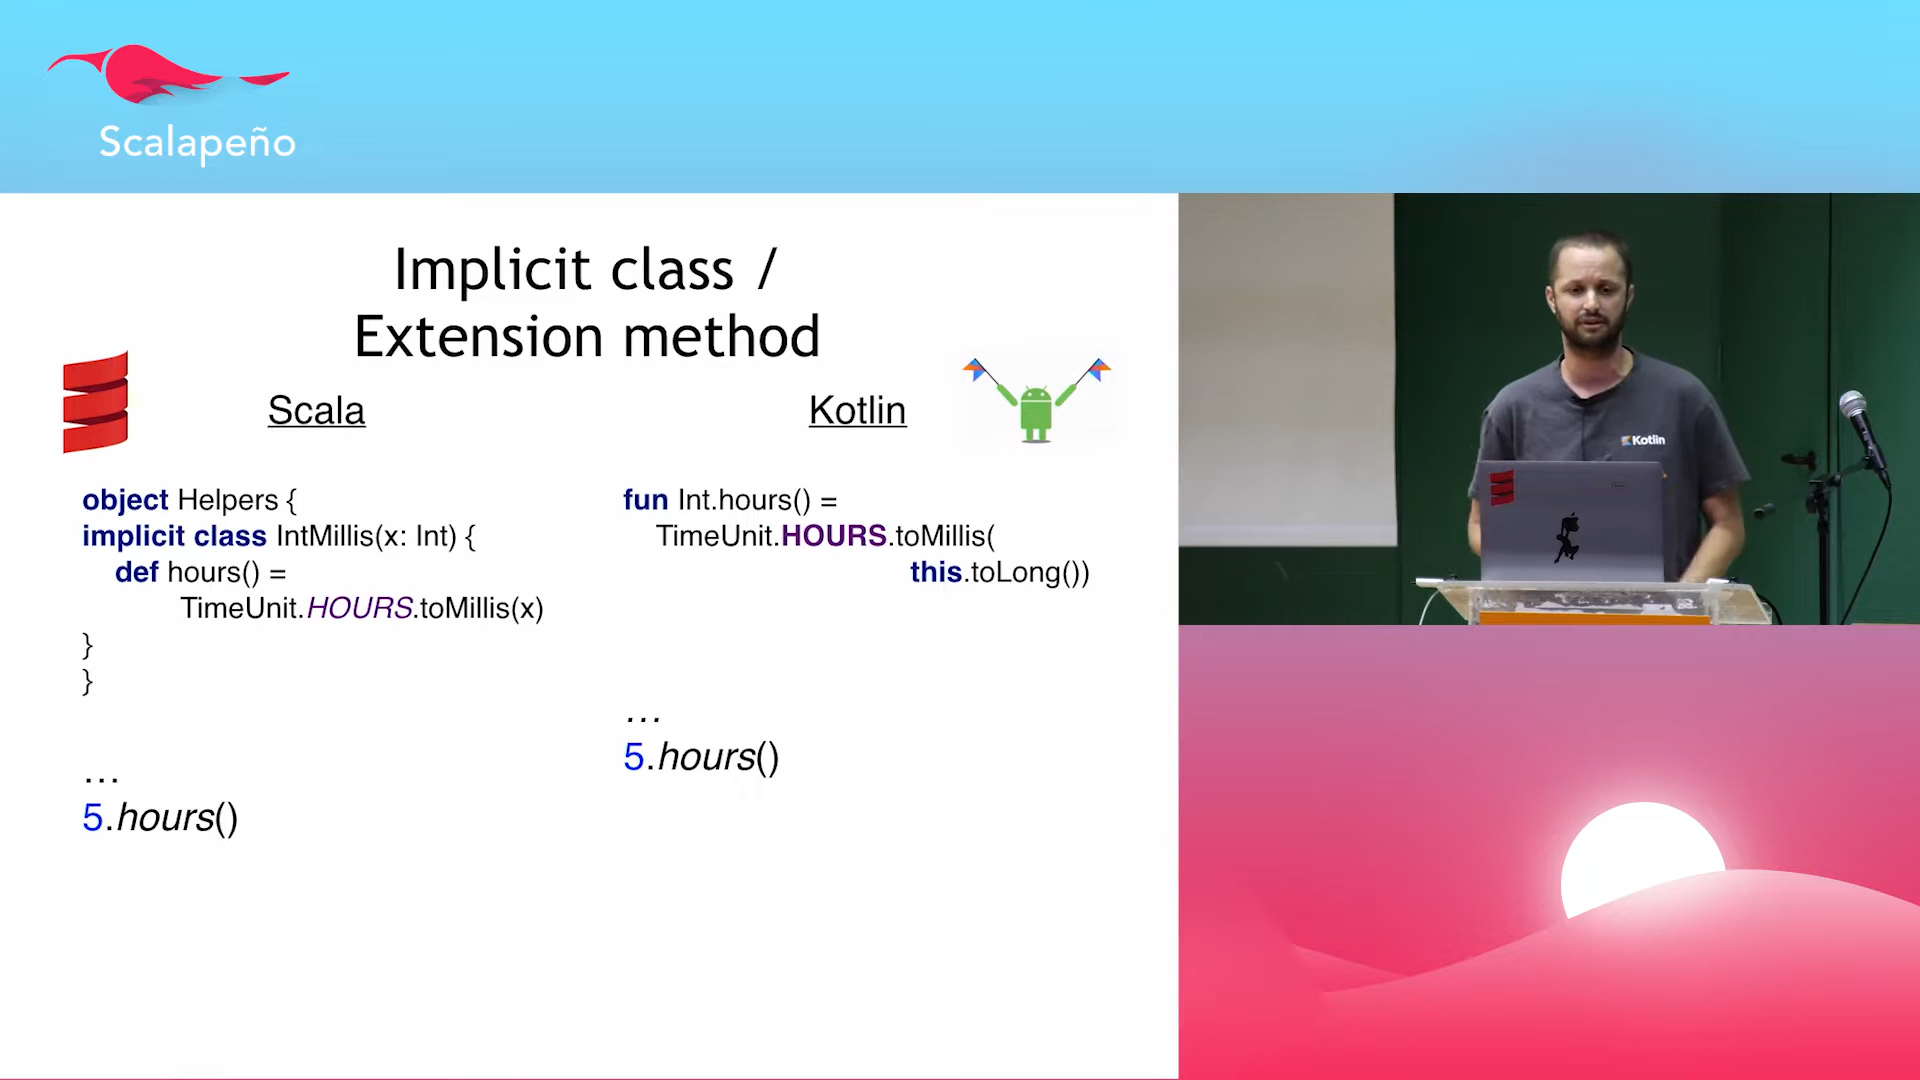 Scalapeño
Implicit class /
Extension method
Scala
object Helpers {
implicit class IntMillis(x: Int) {
def hours() =
TimeUnit.HOURS.toMillis(x)
}
}
…
5.hours()
Kotlin
fun Int.hours() =
TimeUnit.HOURS.toMillis(
this.toLong())
…
5.hours()
Kotlin